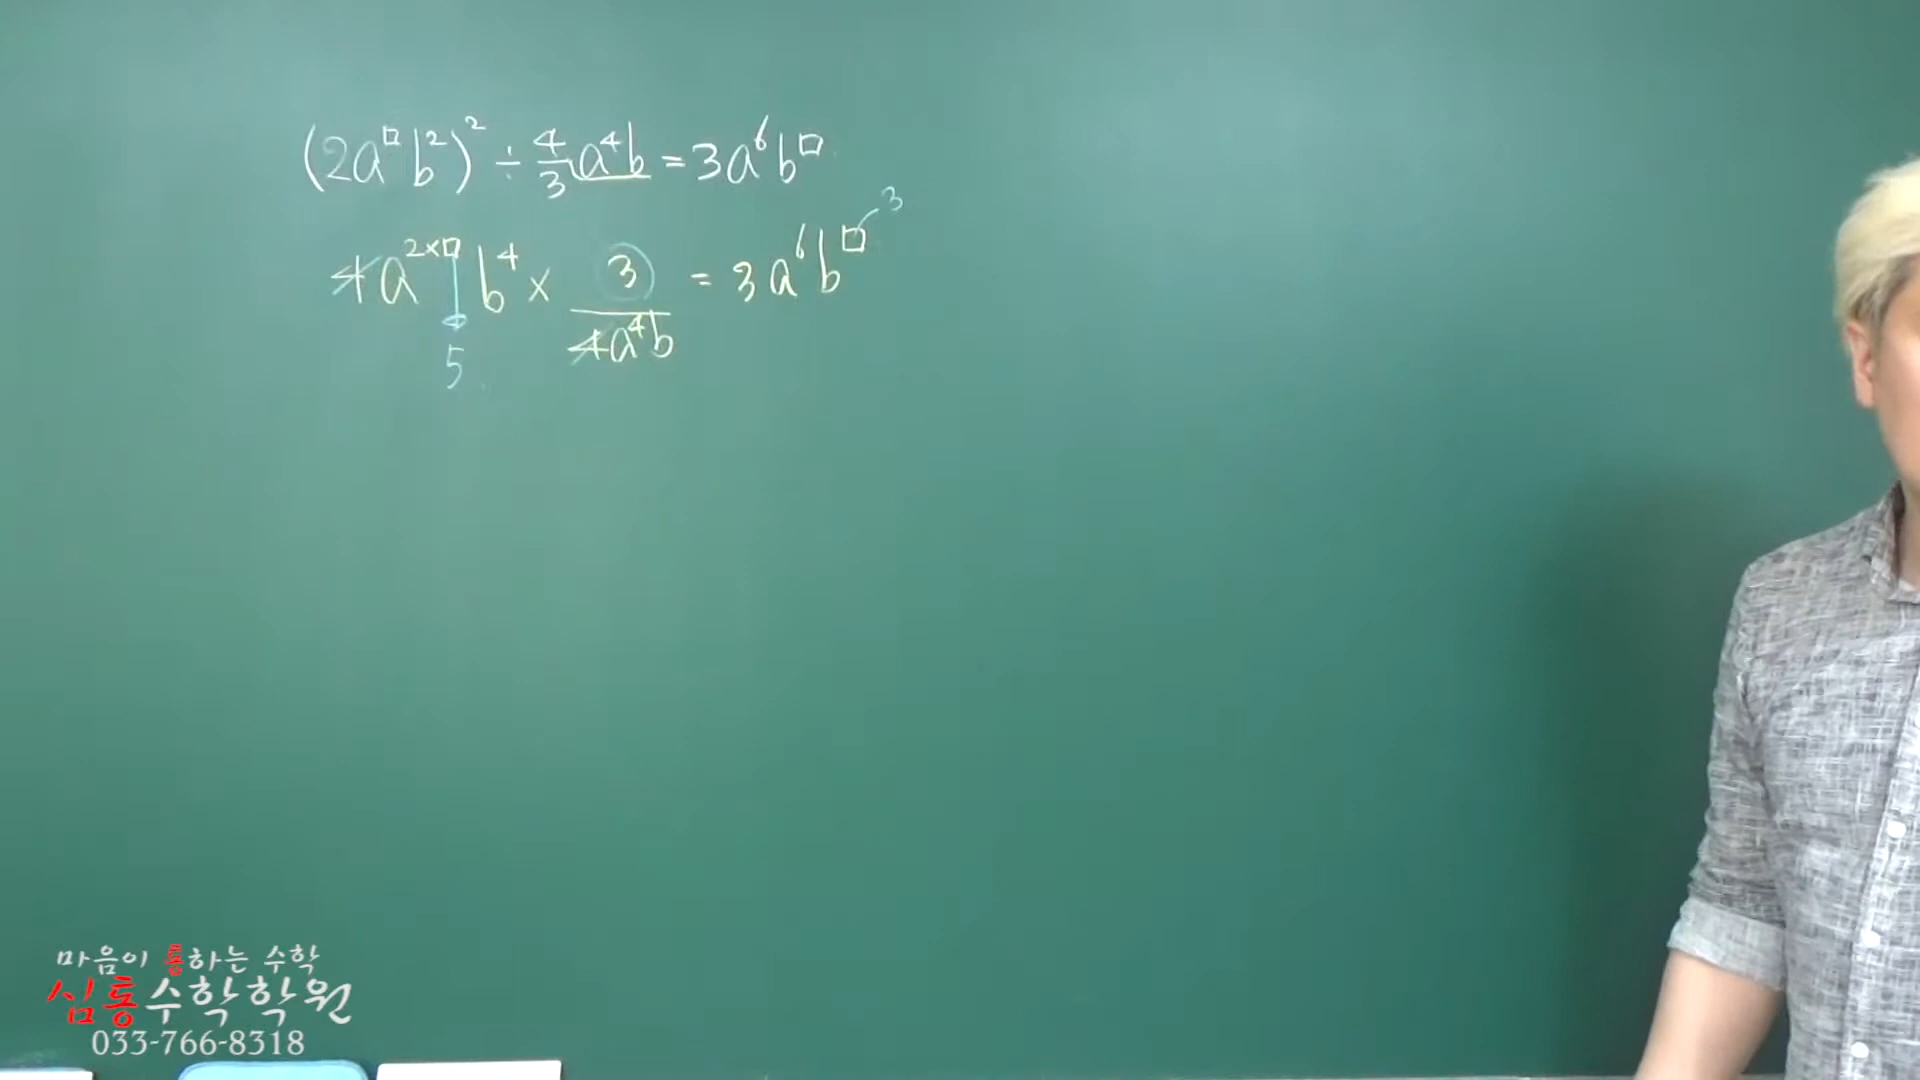 (2a^□ b²)² ÷ 4/3 a⁴b = 3a⁶b^□
4a^(2×□) b⁴ × 3/(4a⁴b) = 3a⁶b^□ 3
5
마음이 통하는 수학
심통수학학원
033-766-8318